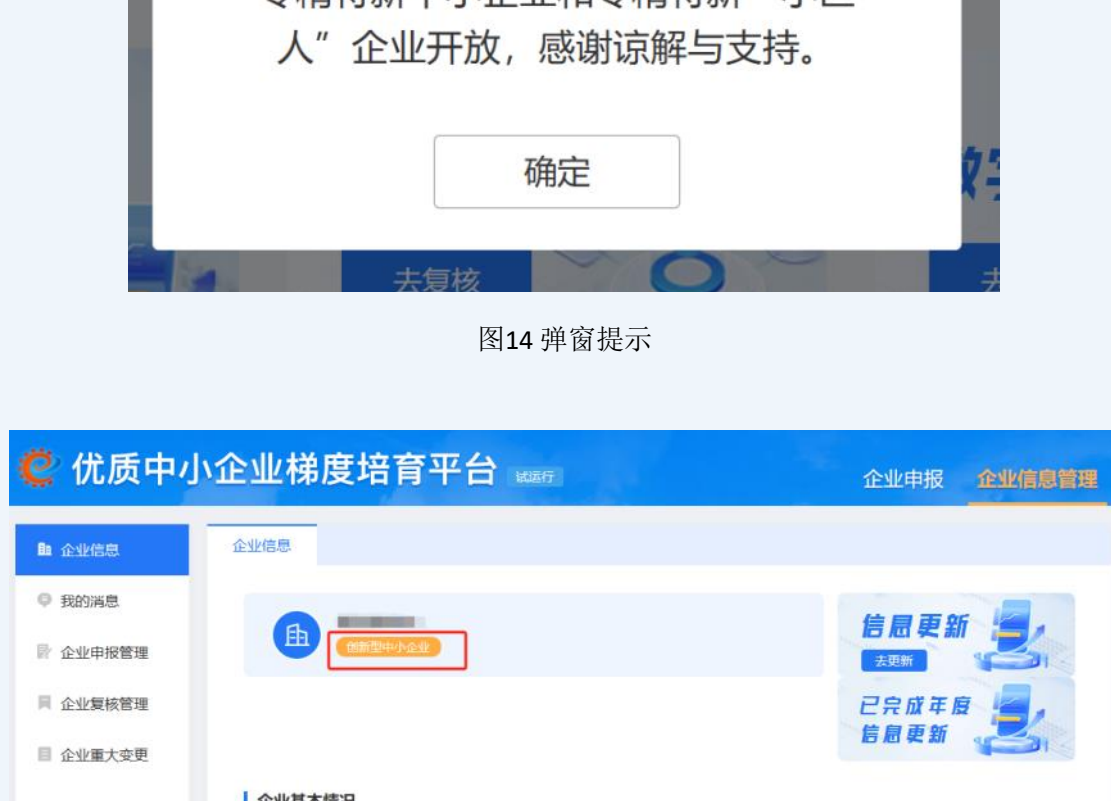 人”企业开放，感谢谅解与支持。
确定
去复核
图14 弹窗提示
优质中小企业梯度培育平台 试运行
企业申报 企业信息管理
企业信息
企业信息
我的消息
创新型中小企业
信息更新
去更新
企业申报管理
企业复核管理
已完成年度
信息更新
企业重大变更